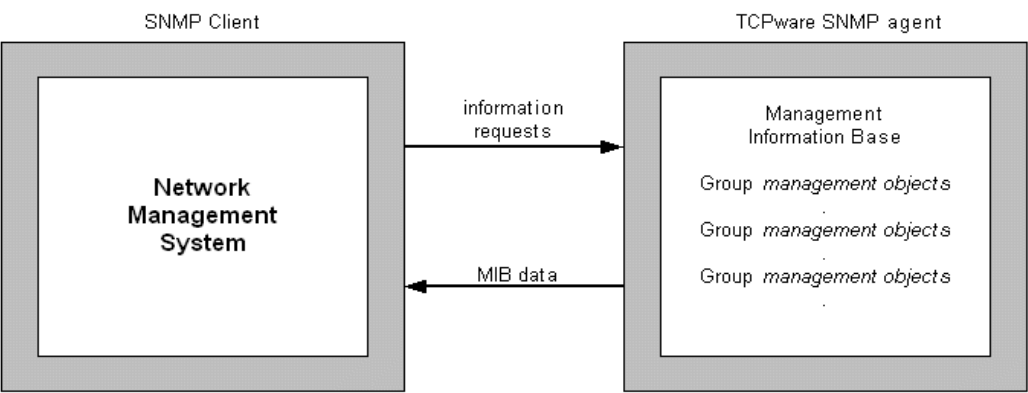 SNMP Client
TCPware SNMP agent
information
requests
Network
Management
System
MIB data
Management
Information Base
Group management objects
.
Group management objects
.
Group management objects
.